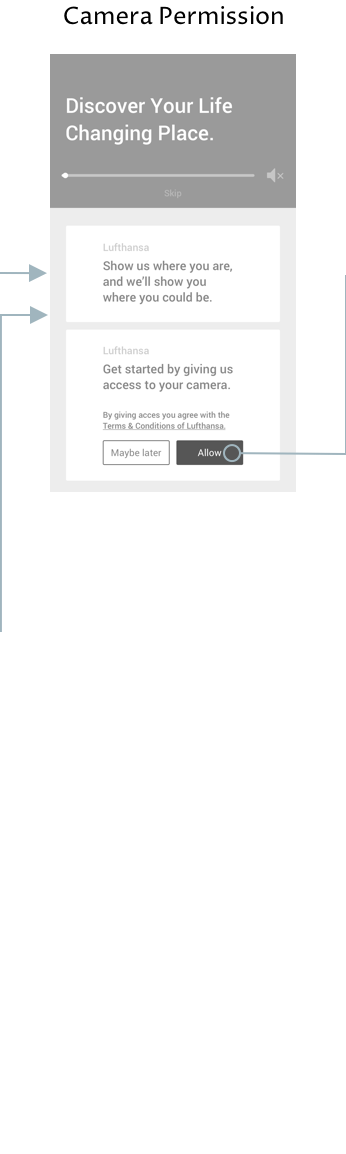 Camera Permission
Discover Your Life
Changing Place.
Skip
Lufthansa
Show us where you are,
and we'll show you
where you could be.
Lufthansa
Get started by giving us
access to your camera.
By giving acces you agree with the
Terms & Conditions of Lufthansa.
Maybe later
Allow